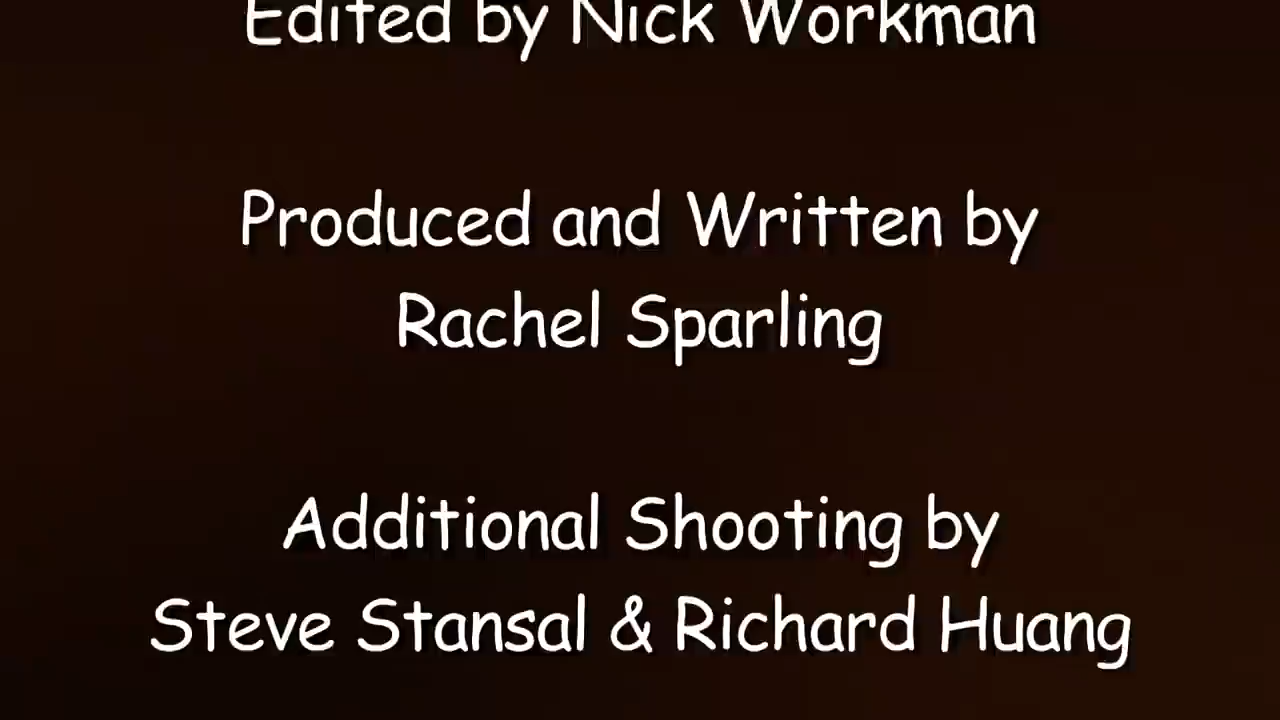 Edited by Nick Workman
Produced and Written by
Rachel Sparling
Additional Shooting by
Steve Stansal & Richard Huang